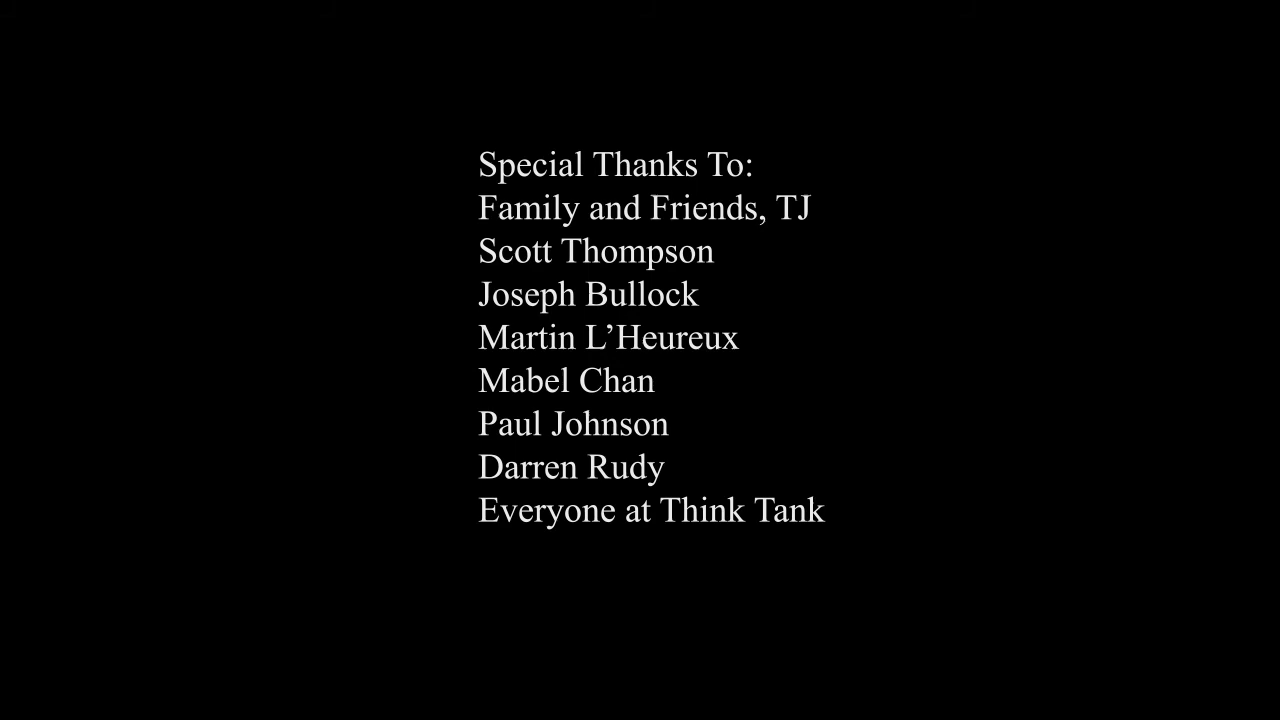 Special Thanks To:
Family and Friends, TJ
Scott Thompson
Joseph Bullock
Martin L’Heureux
Mabel Chan
Paul Johnson
Darren Rudy
Everyone at Think Tank